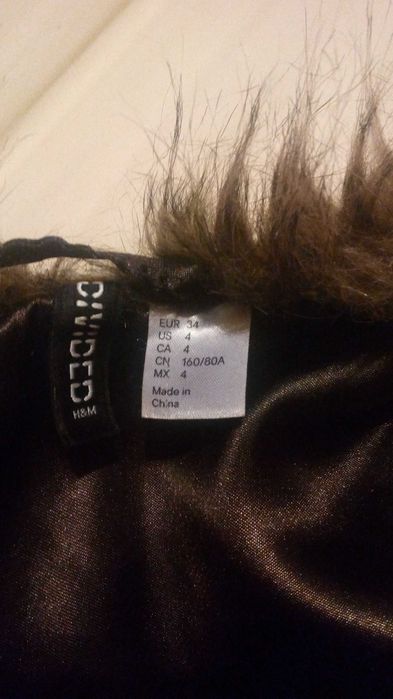 DIVIDED
H&M
EUR 34
US 4
CA 4
CN 160/80A
MX 4
Made in
China